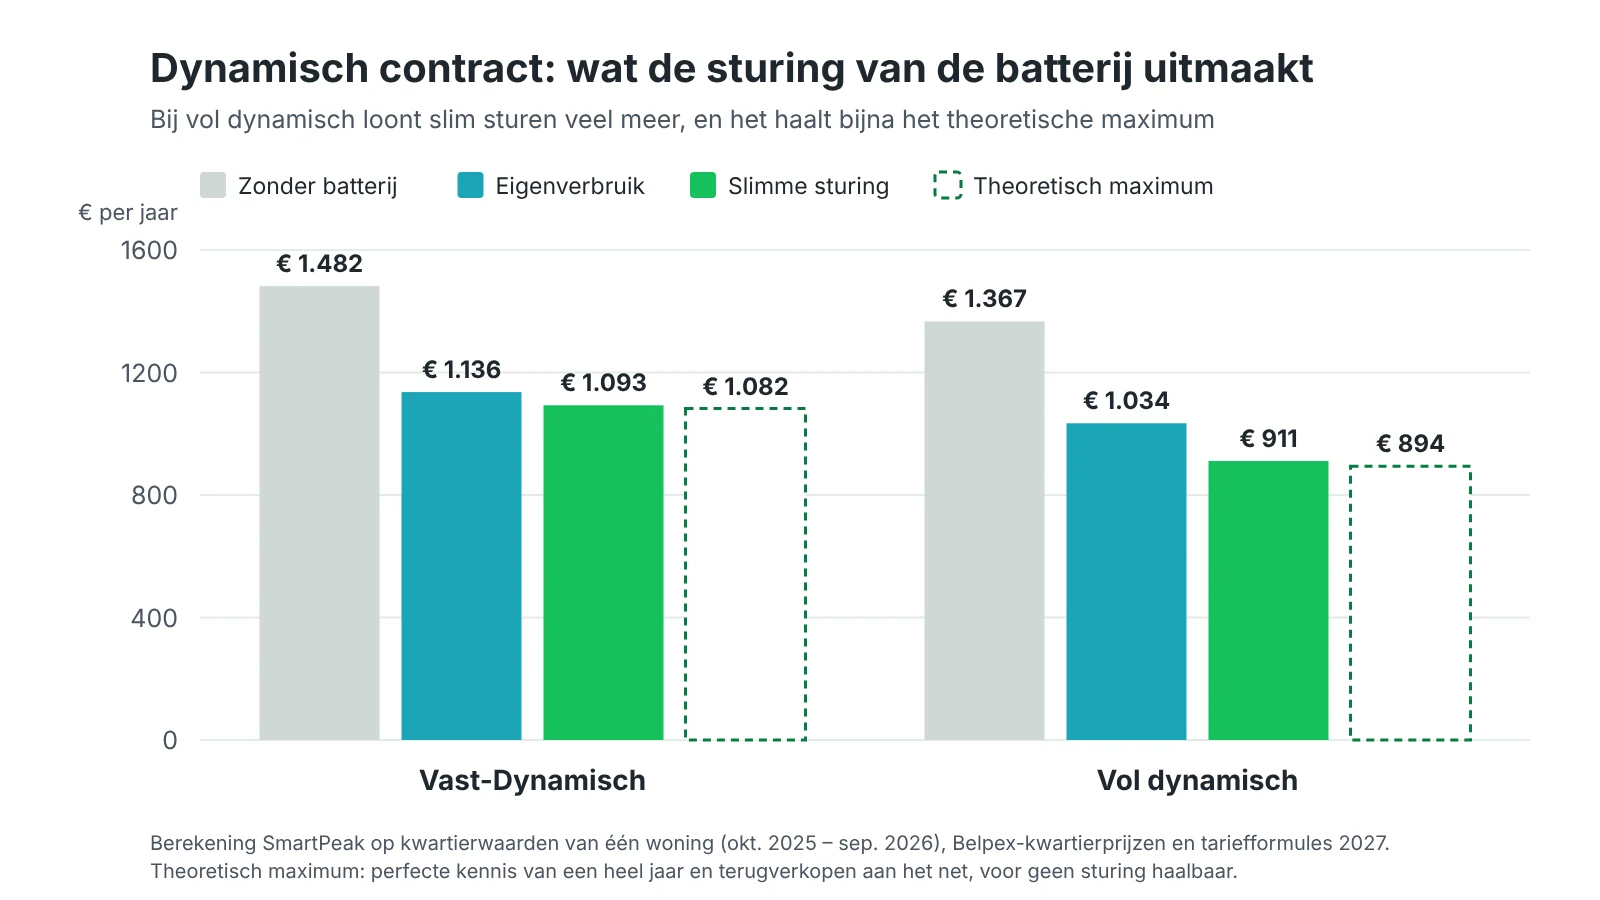 Dynamisch contract: wat de sturing van de batterij uitmaakt
Bij vol dynamisch loont slim sturen veel meer, en het haalt bijna het theoretische maximum
Zonder batterij
Eigenverbruik
Slimme sturing
Theoretisch maximum
€ per jaar
1600
1200
800
400
0
€ 1.482
€ 1.136
€ 1.093
€ 1.082
€ 1.367
€ 1.034
€ 911
€ 894
Vast-Dynamisch
Vol dynamisch
Berekening SmartPeak op kwartierwaarden van één woning (okt. 2025 – sep. 2026), Belpex-kwartierprijzen en tariefformules 2027.
Theoretisch maximum: perfecte kennis van een heel jaar en terugverkopen aan het net, voor geen sturing haalbaar.